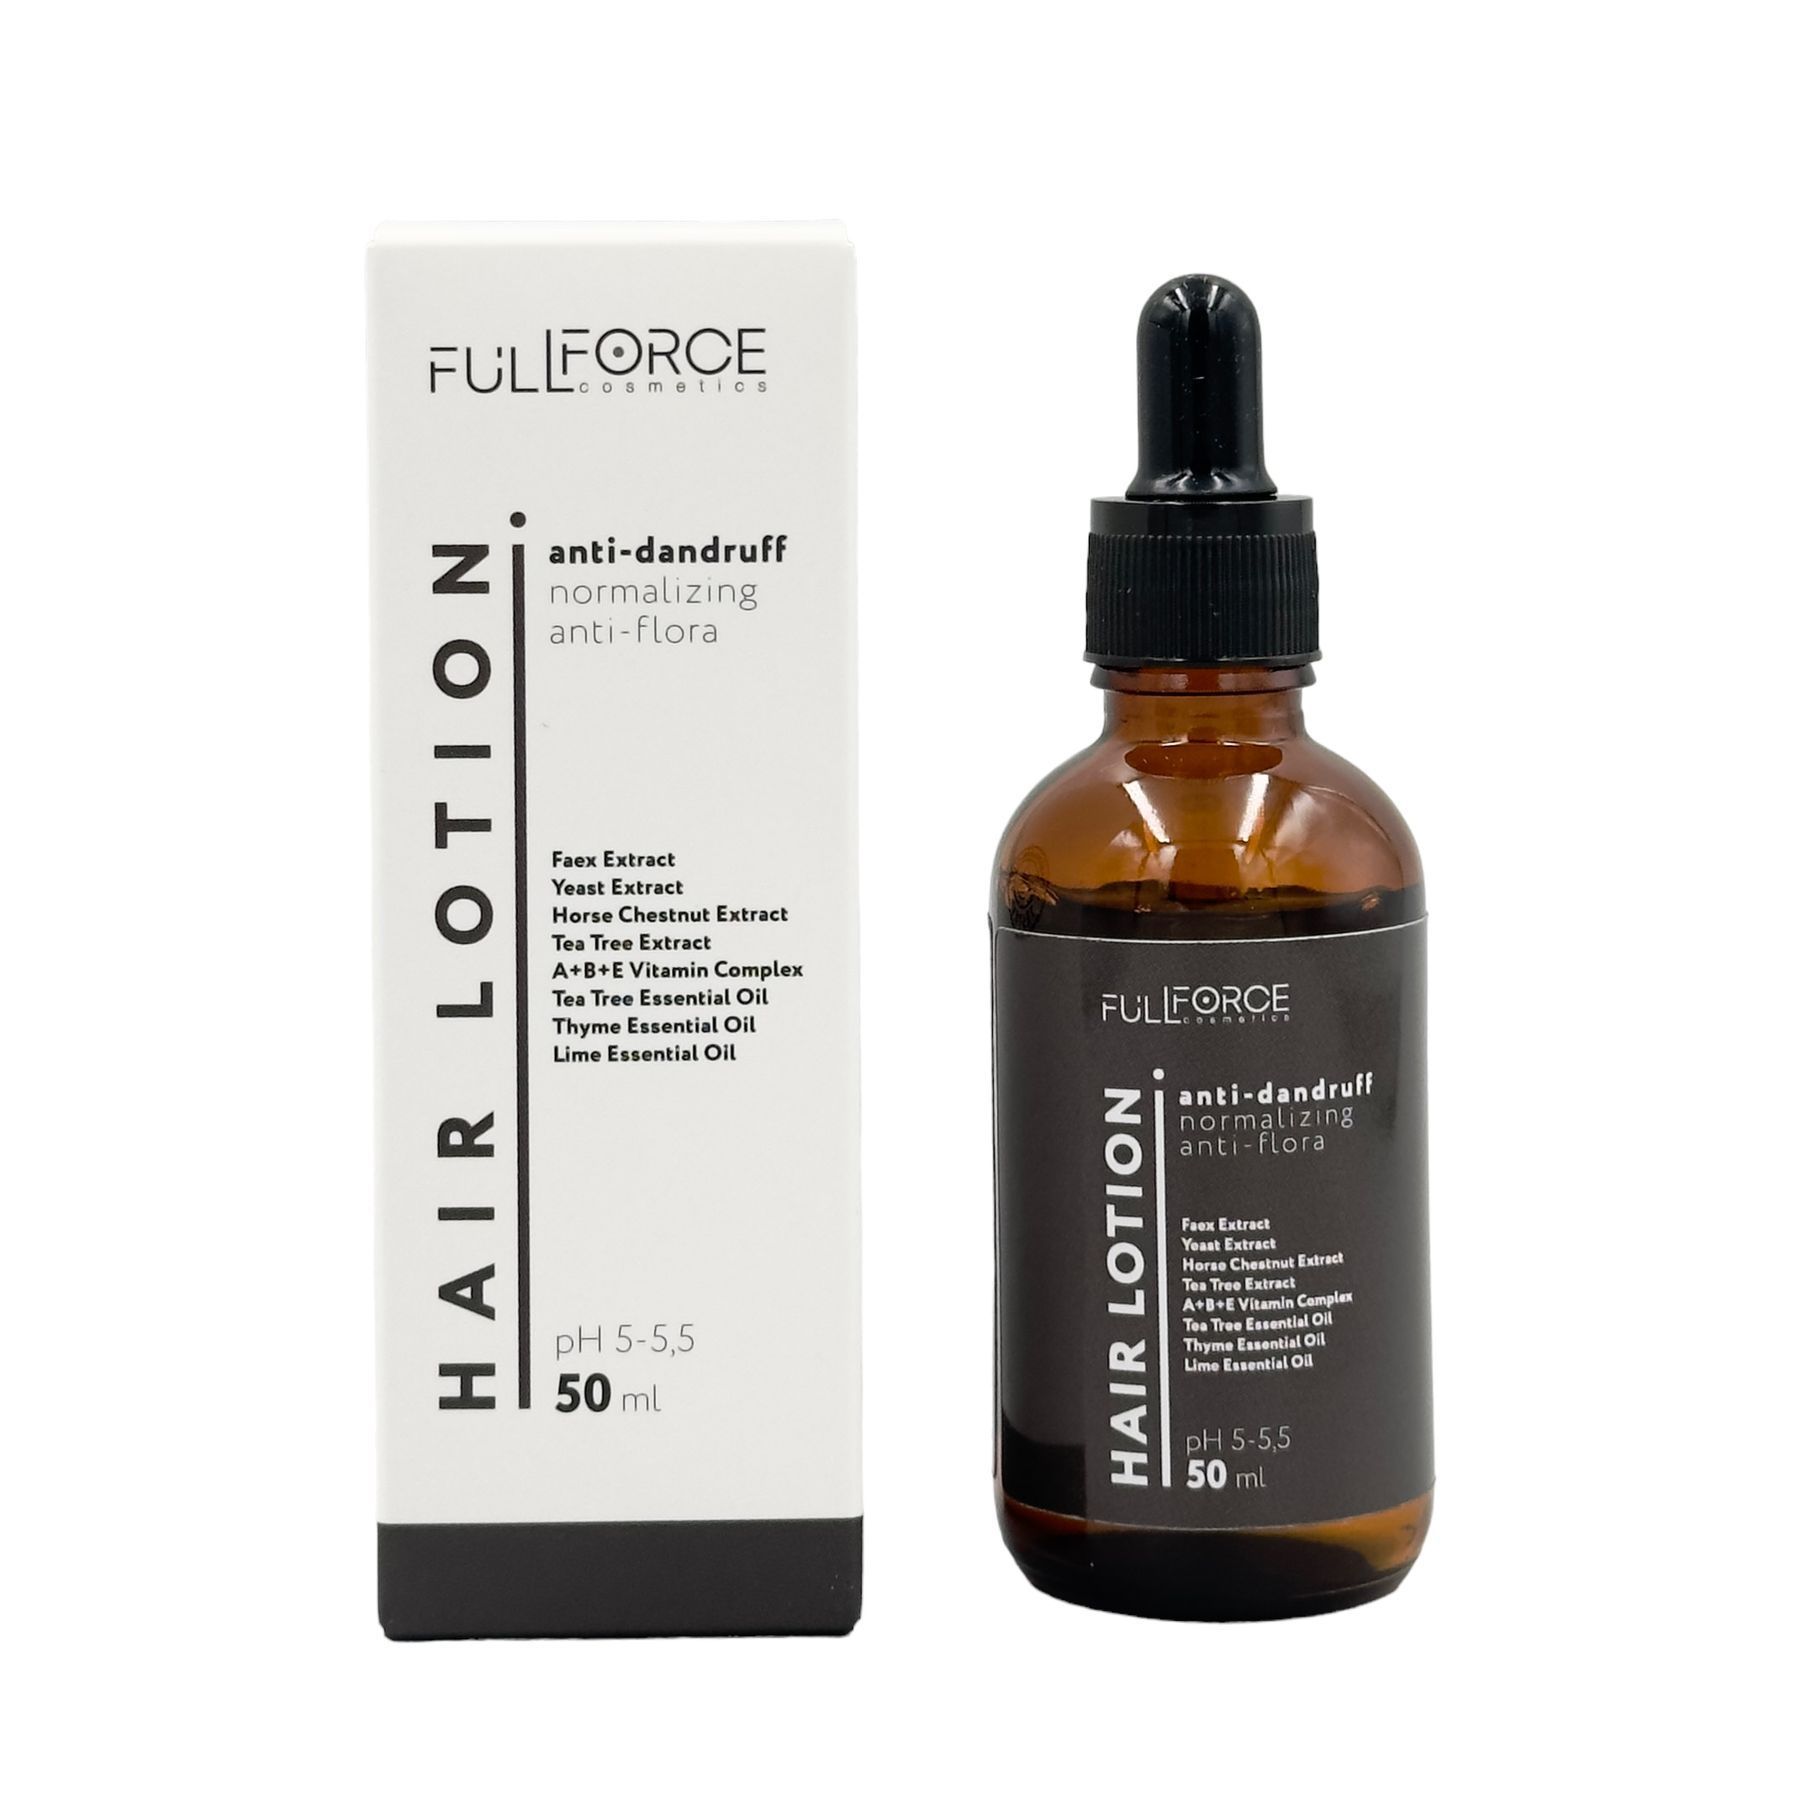 FULLFORCE
cosmetics
HAIR LOTION
anti-dandruff
normalizing
anti-flora
Faex Extract
Yeast Extract
Horse Chestnut Extract
Tea Tree Extract
A+B+E Vitamin Complex
Tea Tree Essential Oil
Thyme Essential Oil
Lime Essential Oil
pH 5-5,5
50 ml
FULLFORCE
cosmetics
HAIR LOTION
anti-dandruff
normalizing
anti-flora
Faex Extract
Yeast Extract
Horse Chestnut Extract
Tea Tree Extract
A+B+E Vitamin Complex
Tea Tree Essential Oil
Thyme Essential Oil
Lime Essential Oil
pH 5-5,5
50 ml